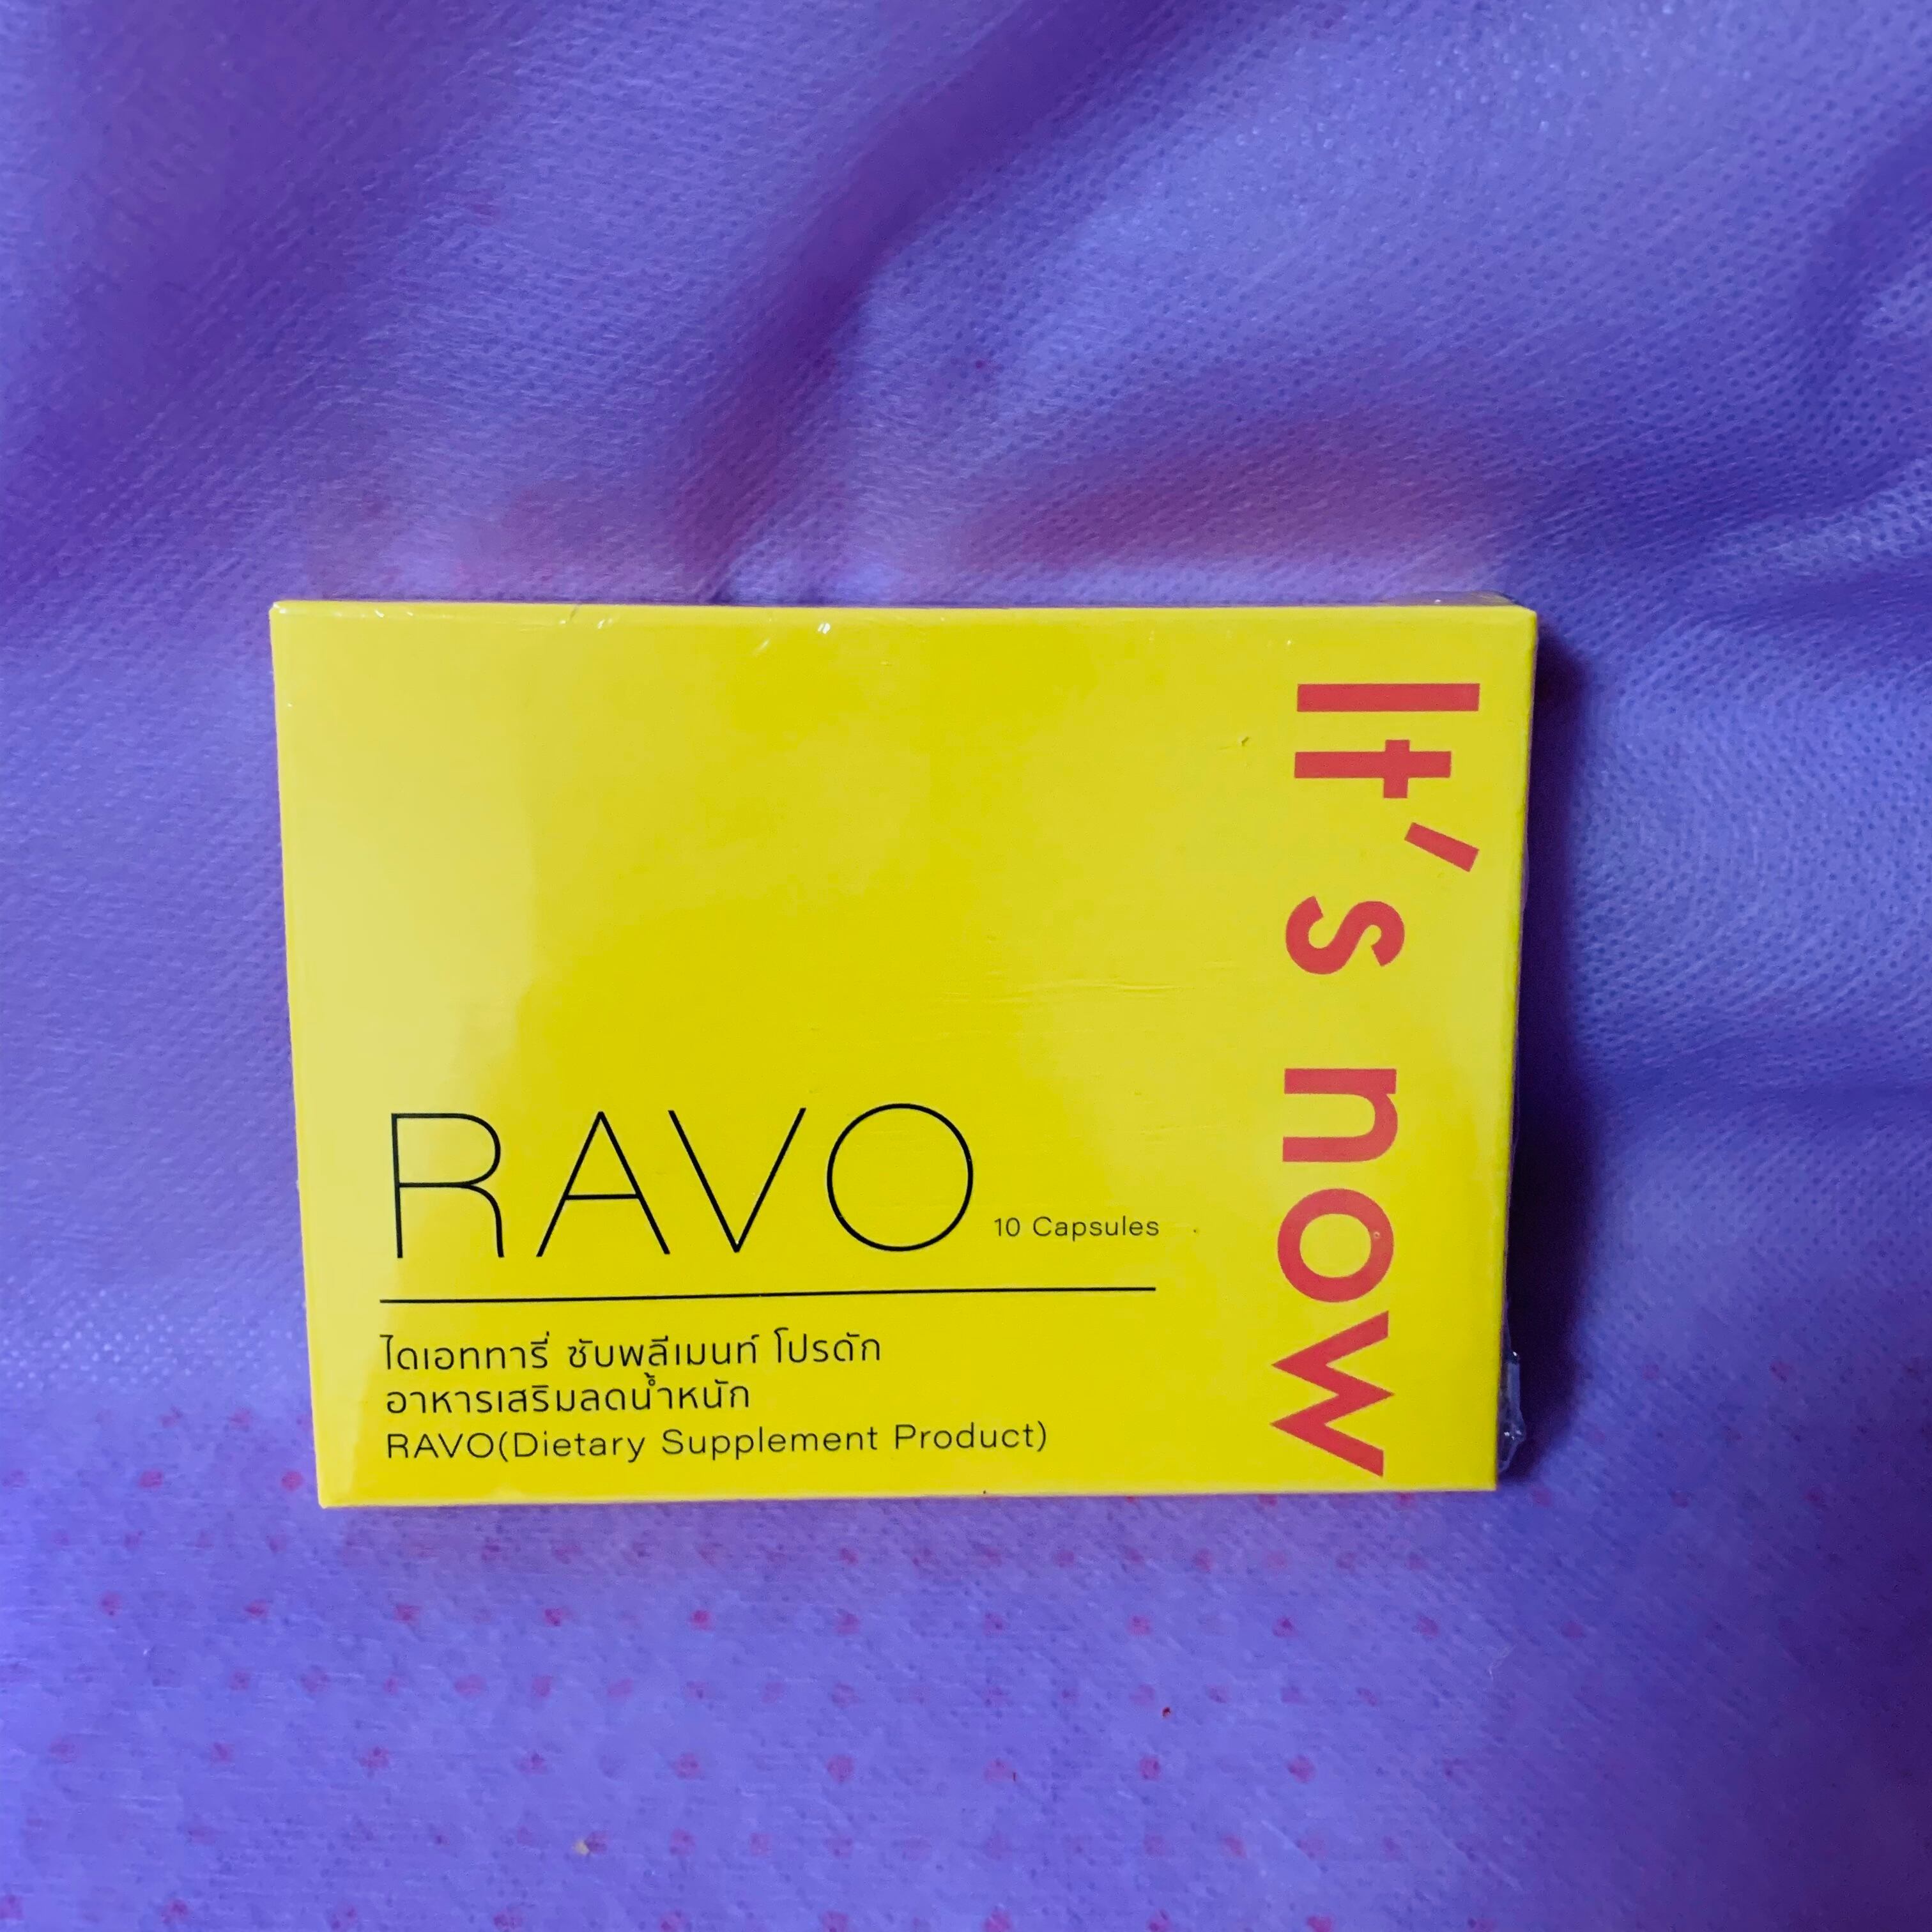 It's now
RAVO 10 Capsules
ไดเอททารี่ ซับพลีเมนท์ โปรดัก
อาหารเสริมลดน้ำหนัก
RAVO(Dietary Supplement Product)